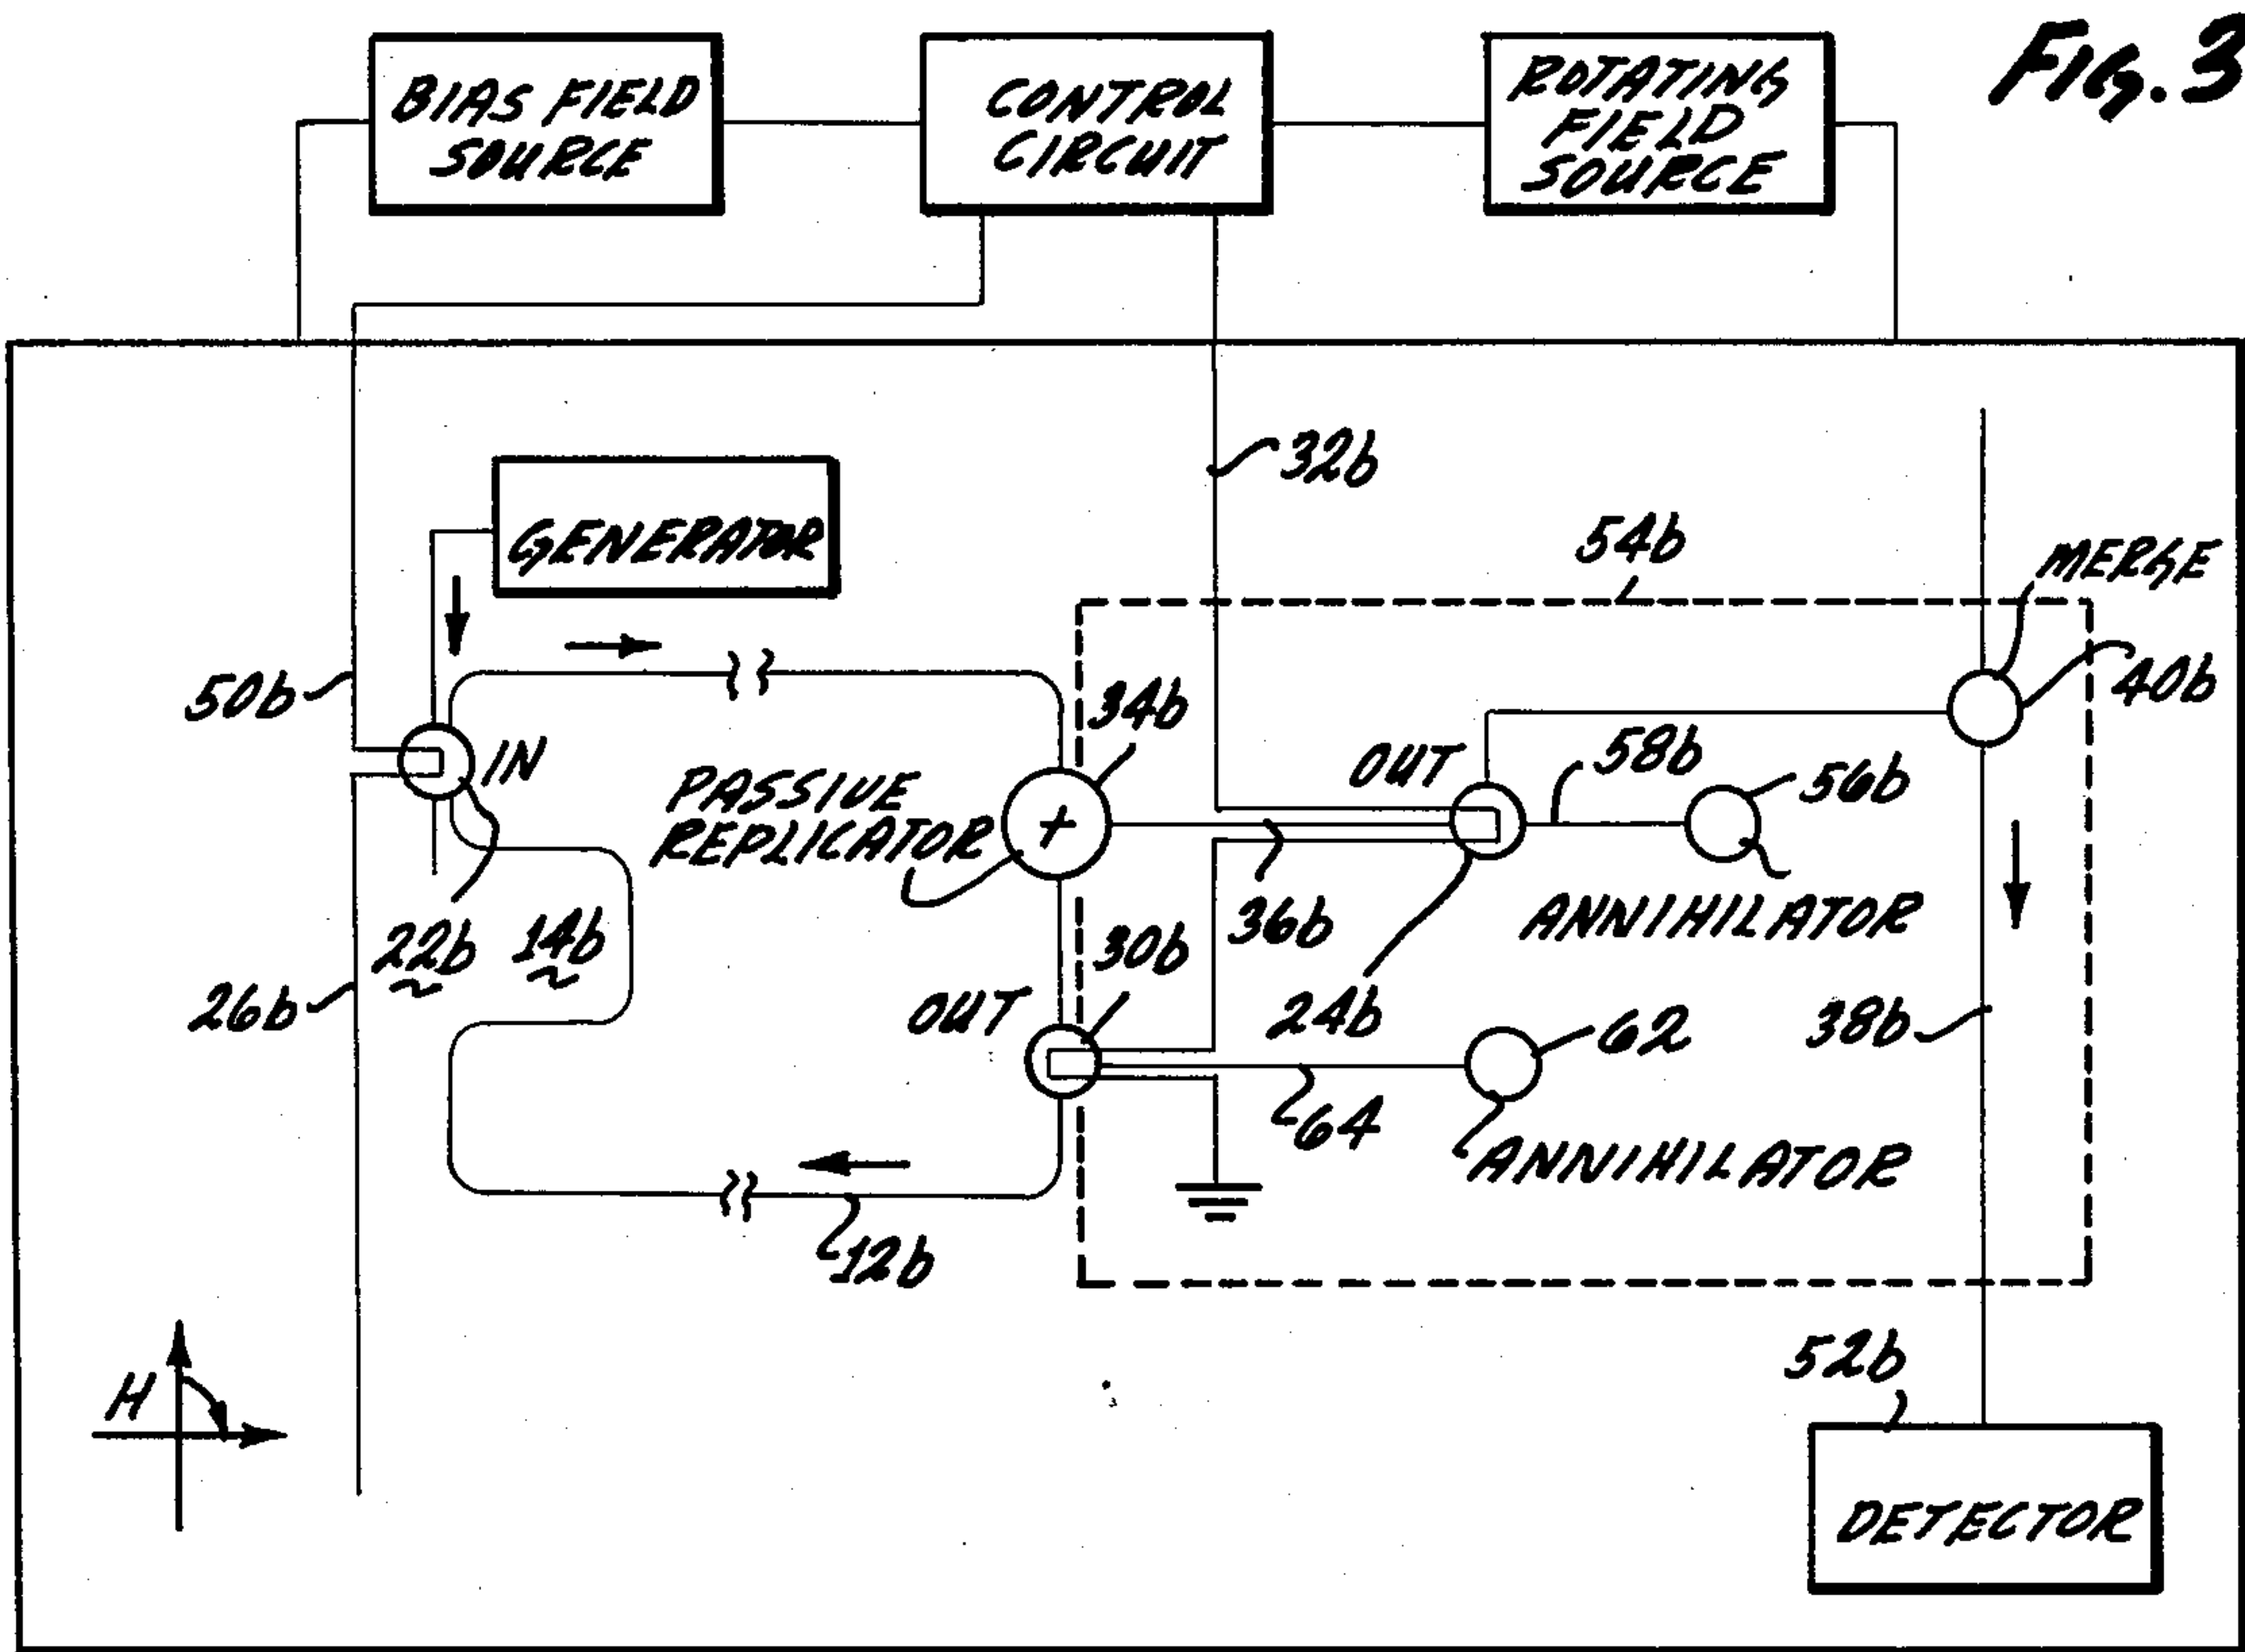 FIG. 3
BIAS FIELD
SOURCE
CONTROL
CIRCUIT
ROTATING
FIELD
SOURCE
32b
GENERATOR
54b
MERGE
50b
40b
34b
IN
OUT
58b
56b
PASSIVE
REPLICATOR
+
36b
ANNIHILATOR
22b
14b
30b
26b
OUT
24b
62
38b
64
ANNIHILATOR
12b
52b
H
DETECTOR